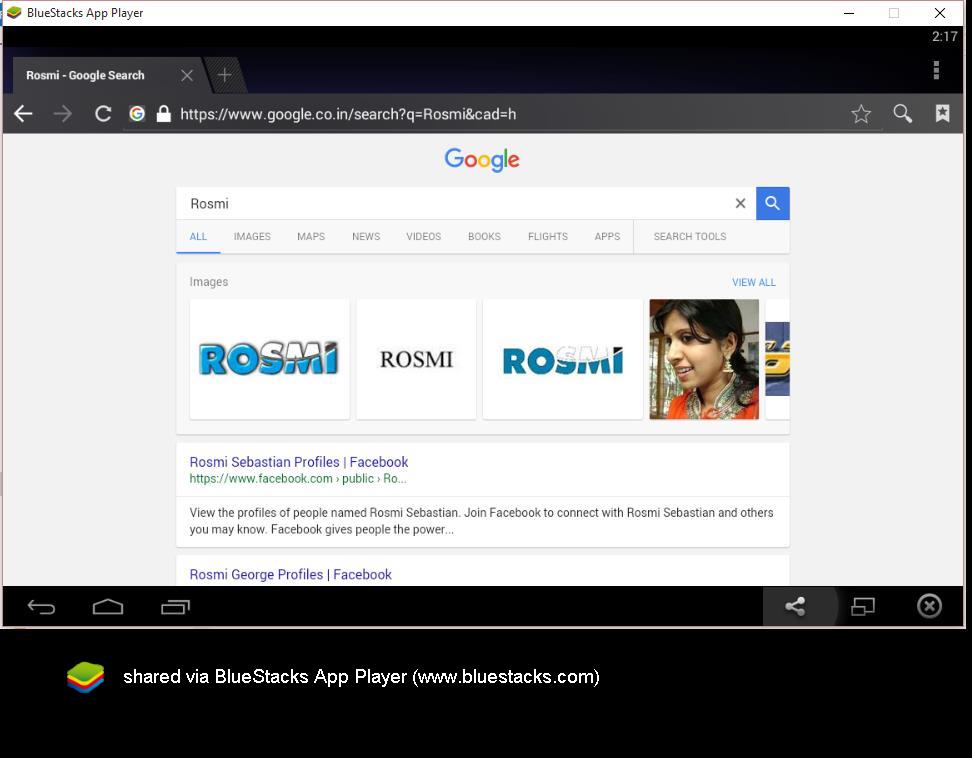 BlueStacks App Player
2:17
Rosmi - Google Search
https://www.google.co.in/search?q=Rosmi&cad=h
Google
Rosmi
ALL IMAGES MAPS NEWS VIDEOS BOOKS FLIGHTS APPS SEARCH TOOLS
Images VIEW ALL
ROSMi ROSMI ROSMi
Rosmi Sebastian Profiles | Facebook
https://www.facebook.com › public › Ro...
View the profiles of people named Rosmi Sebastian. Join Facebook to connect with Rosmi Sebastian and others
you may know. Facebook gives people the power...
Rosmi George Profiles | Facebook
shared via BlueStacks App Player (www.bluestacks.com)